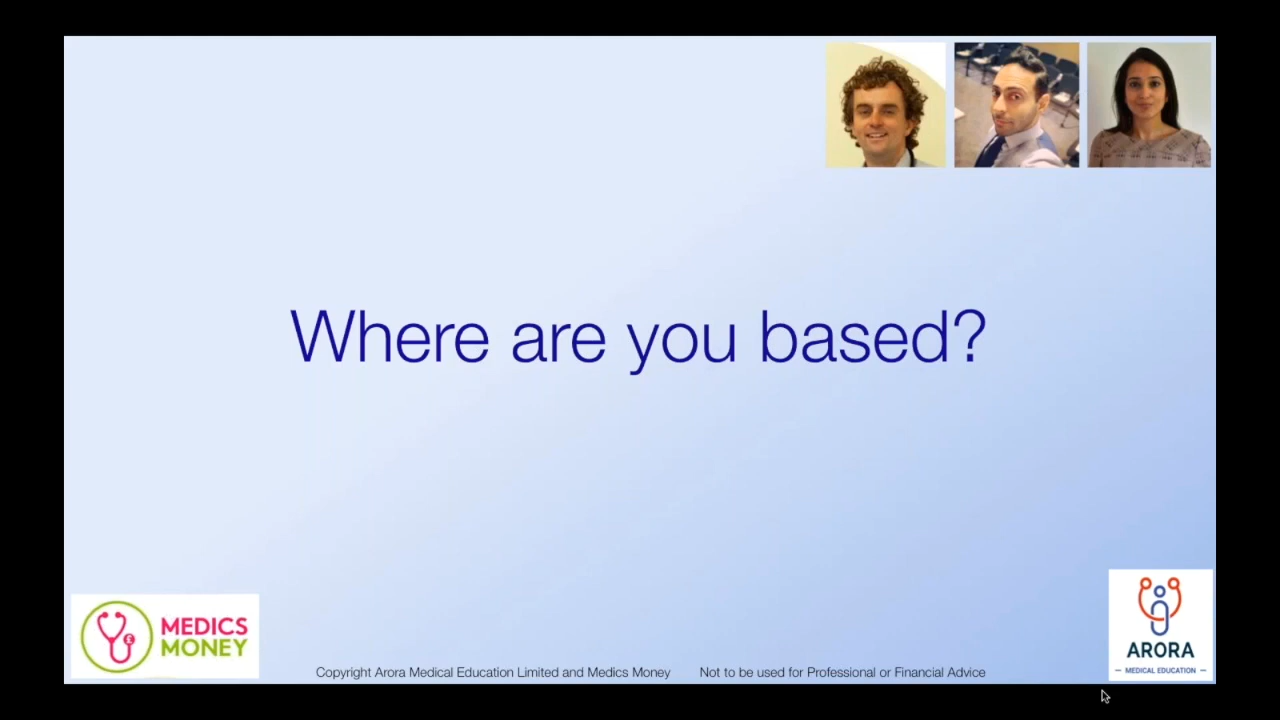 Where are you based?
MEDICS
MONEY
Copyright Arora Medical Education Limited and Medics Money Not to be used for Professional or Financial Advice
ARORA
— MEDICAL EDUCATION —